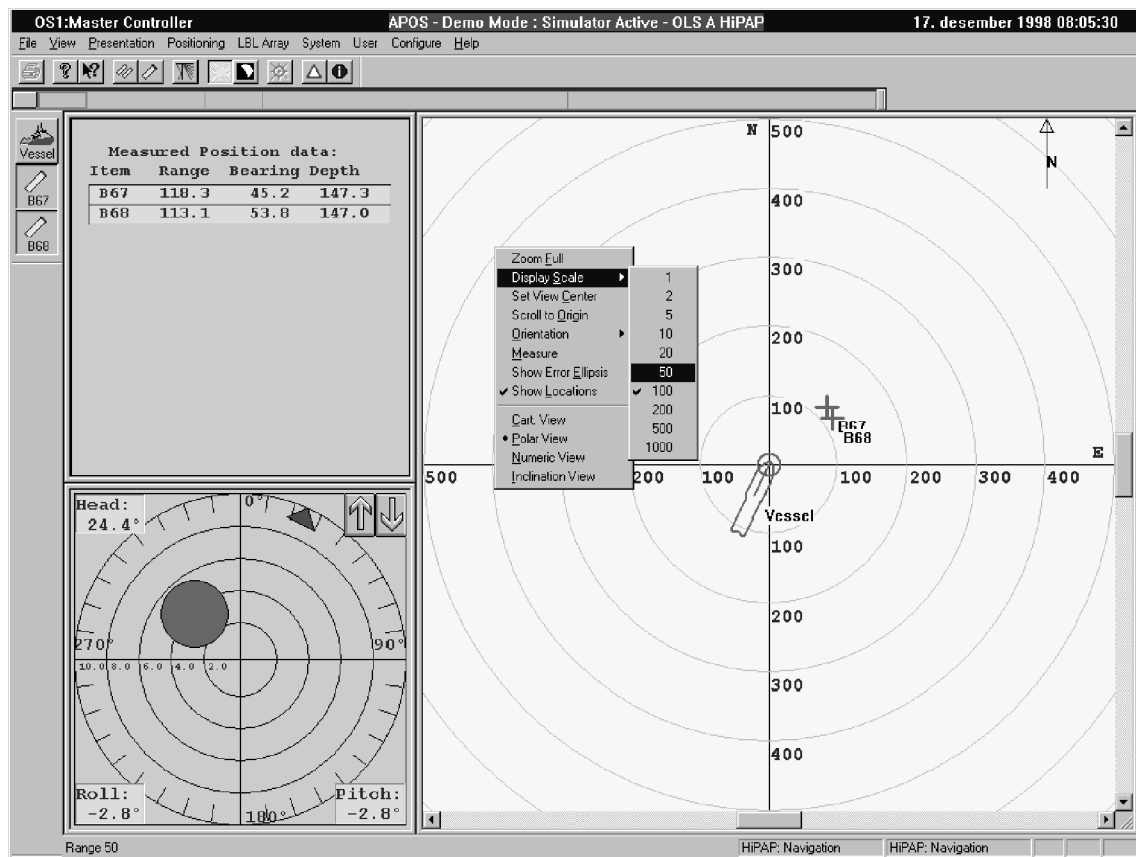 OS1:Master Controller APOS - Demo Mode : Simulator Active - OLS A HiPAP 17. desember 1998 08:05:30
File View Presentation Positioning LBL Array System User Configure Help
Vessel
B67
B68
Measured Position data:
Item Range Bearing Depth
B67 118.3 45.2 147.3
B68 113.1 53.8 147.0
Head:
24.4°
0°
270°
90°
10.0 8.0 6.0 4.0 2.0
Roll:
-2.8°
180°
Pitch:
-2.8°
N 500
N
400
300
200
100
B67
B68
E
500 200 100 100 200 300 400
Vessel
100
200
300
400
Zoom Full
Display Scale
Set View Center
Scroll to Origin
Orientation
Measure
Show Error Ellipsis
Show Locations
Cart. View
Polar View
Numeric View
Inclination View
1
2
5
10
20
50
100
200
500
1000
Range 50 HiPAP: Navigation HiPAP: Navigation